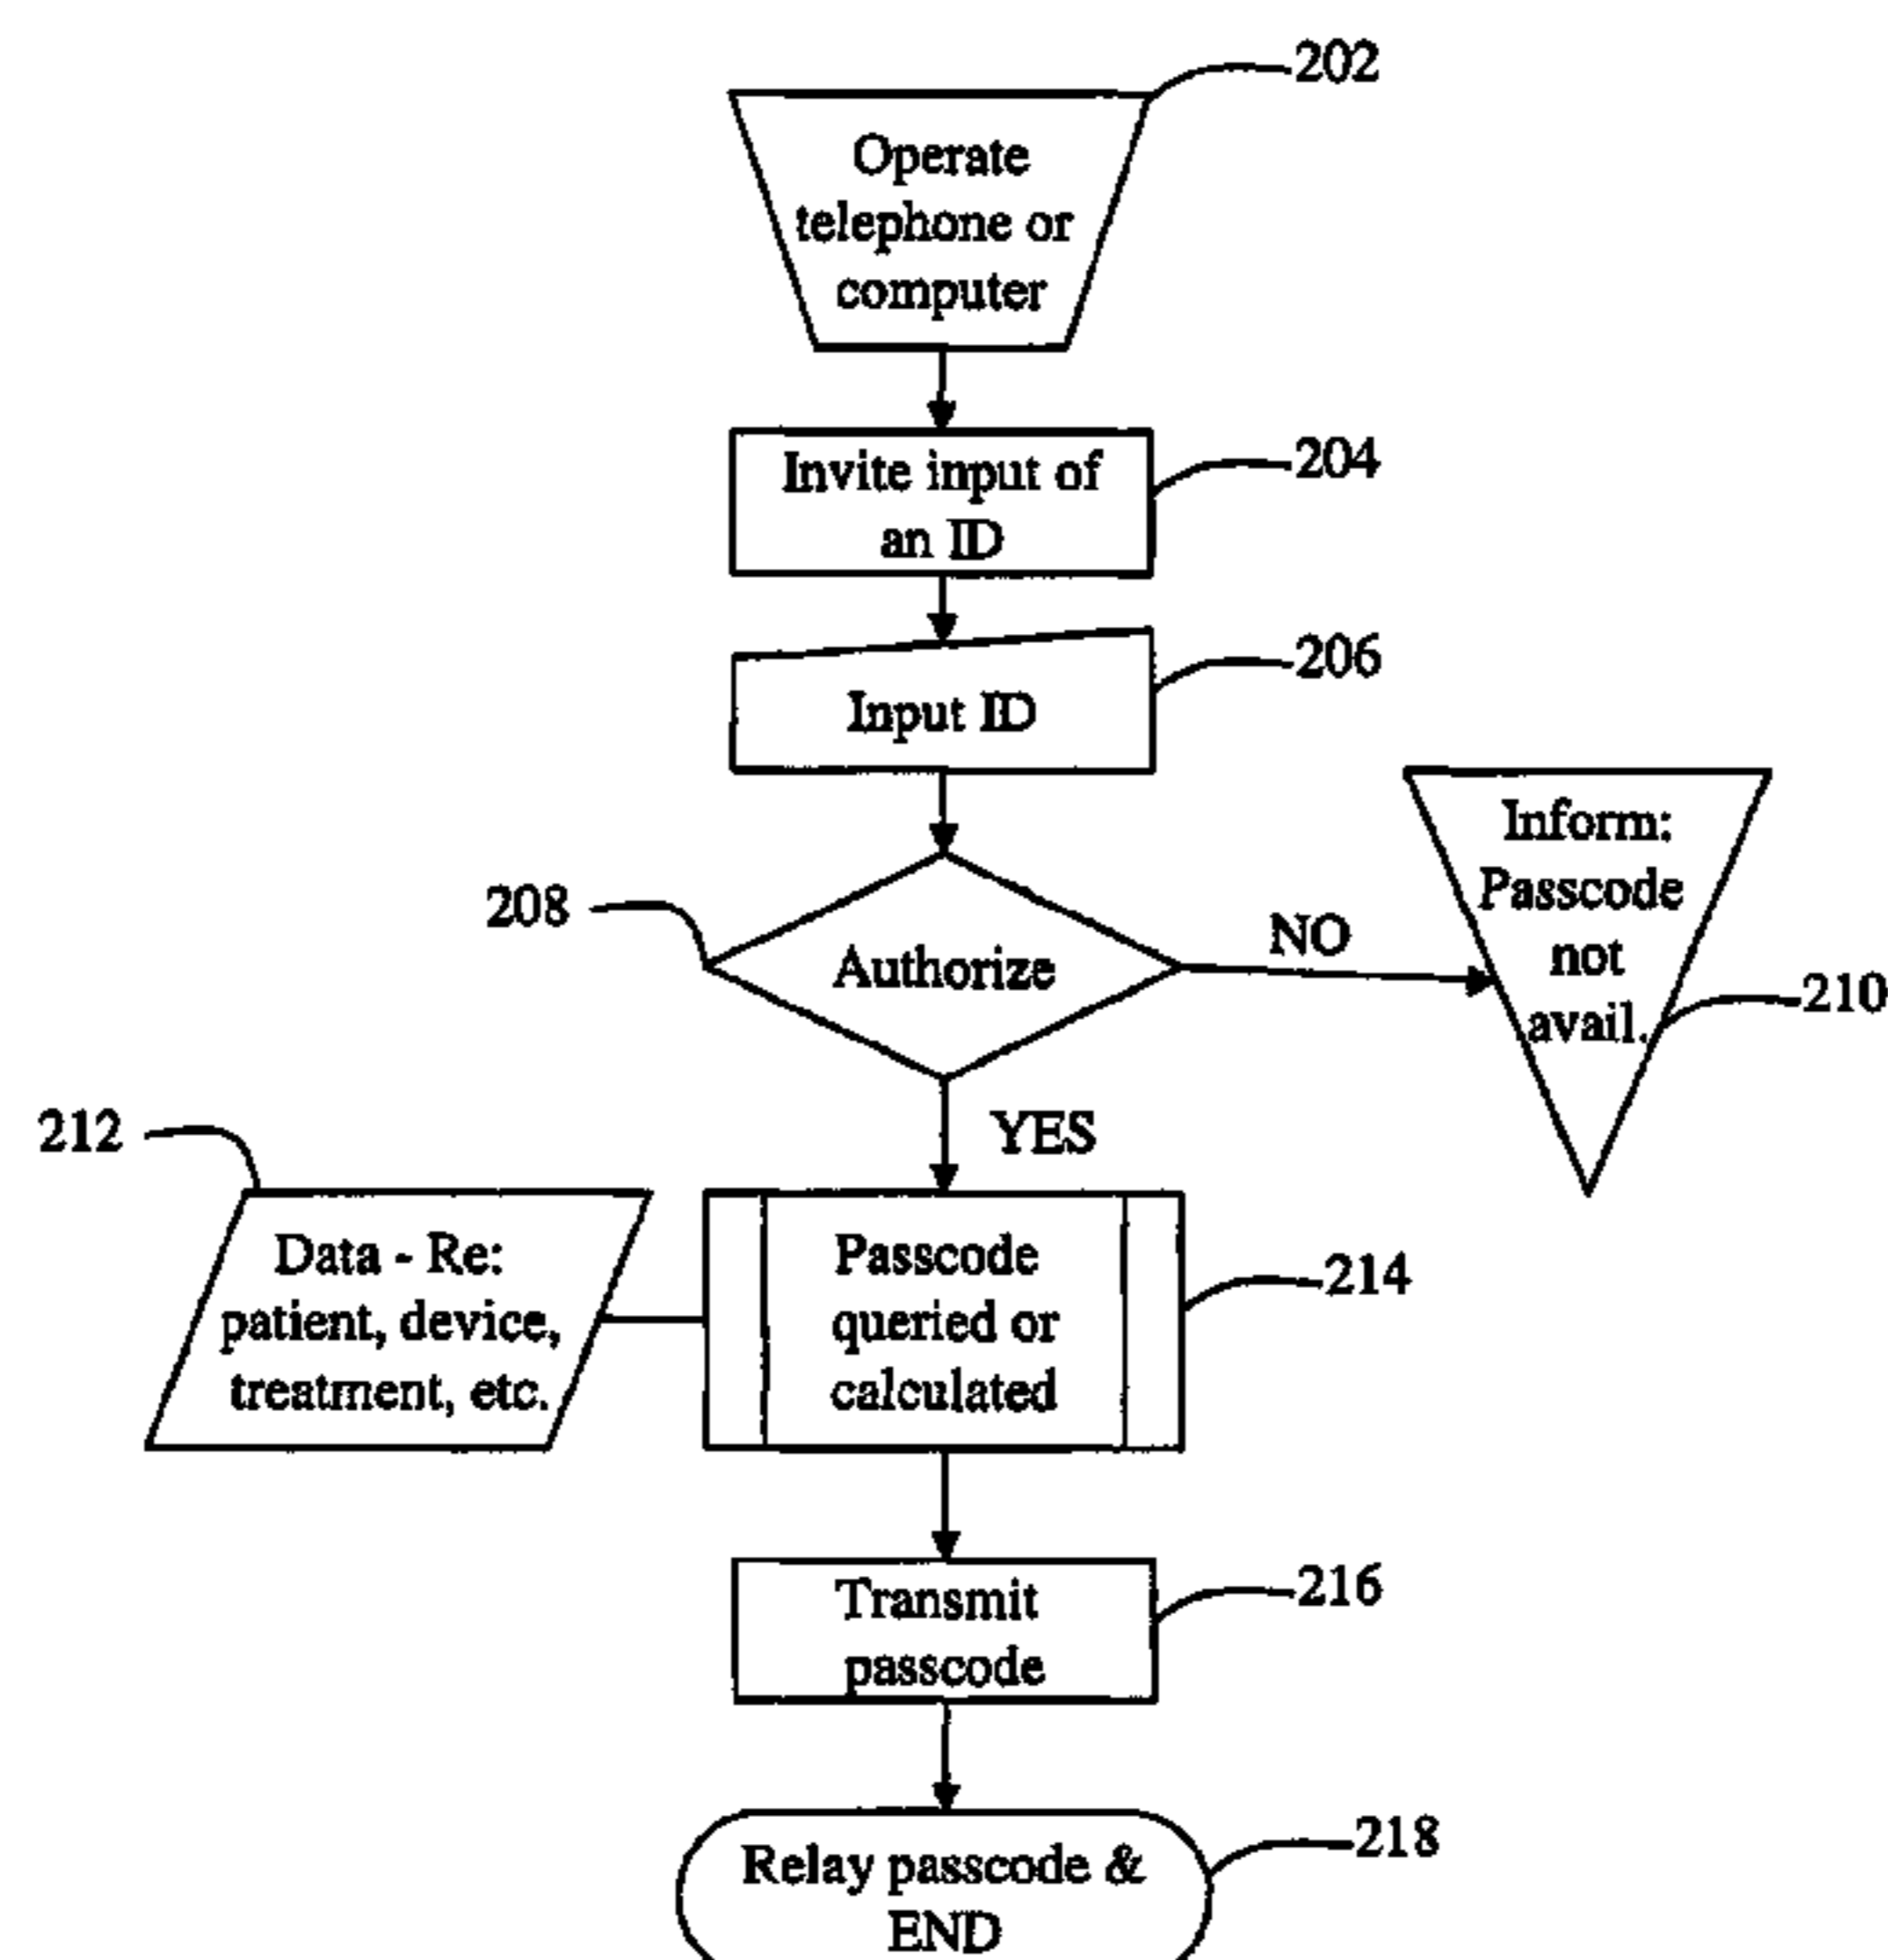 202
Operate
telephone or
computer
204
Invite input of
an ID
206
Input ID
208
Authorize
NO
Inform:
Passcode
not
avail.
210
YES
212
Data - Re:
patient, device,
treatment, etc.
Passcode
queried or
calculated
214
Transmit
passcode
216
Relay passcode &
END
218